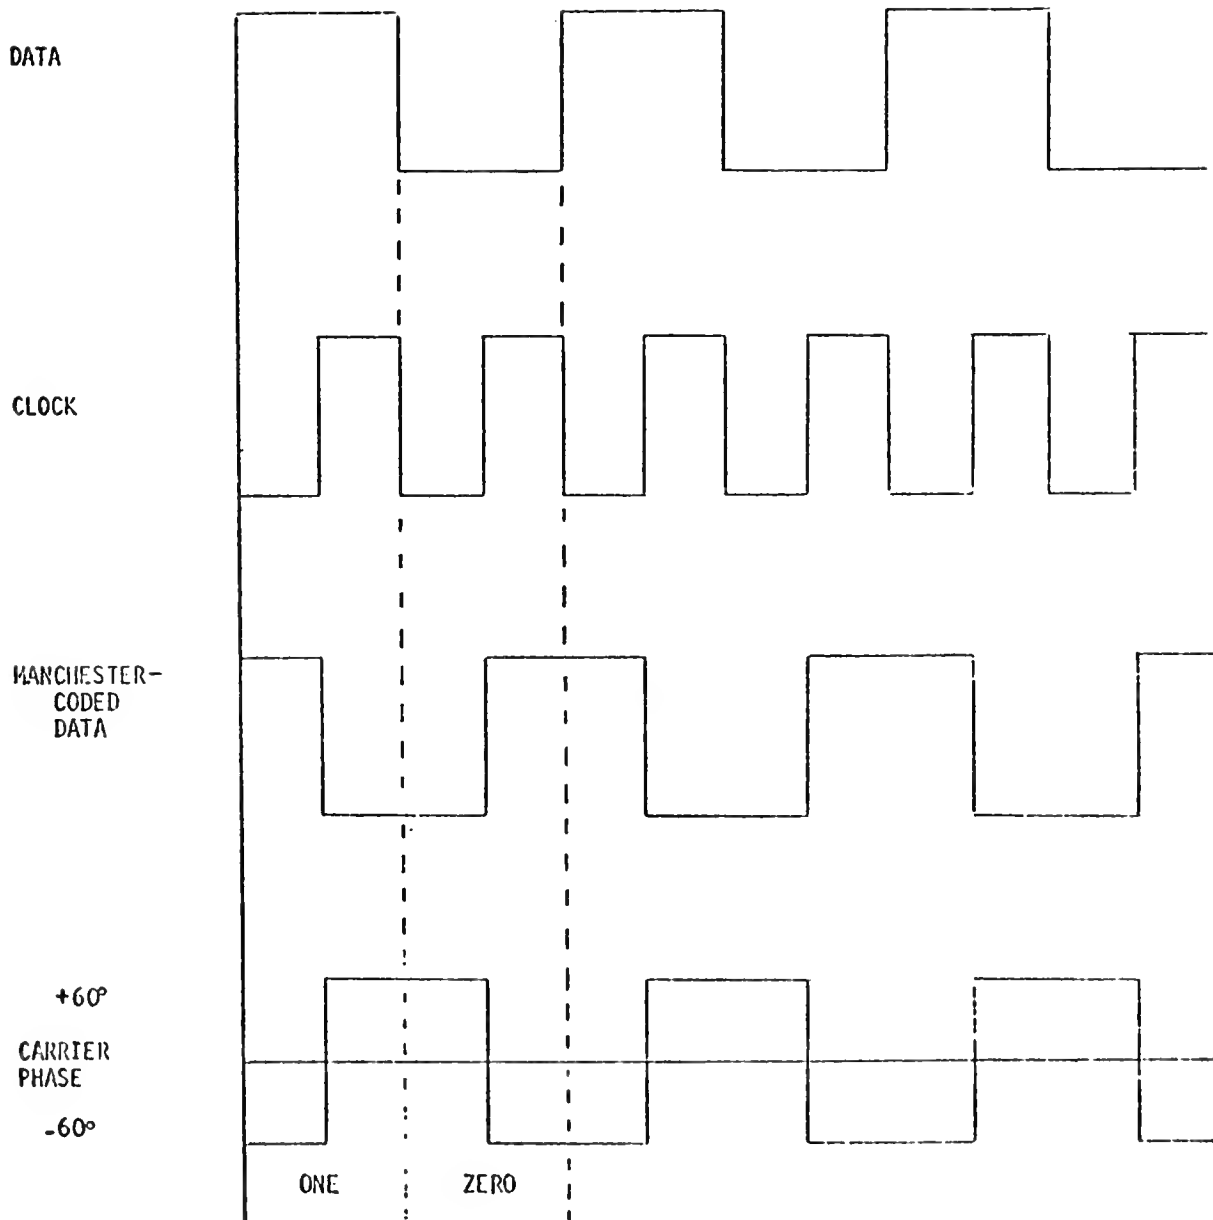 DATA
CLOCK
MANCHESTER-
CODED
DATA
+60°
CARRIER
PHASE
-60°
ONE
ZERO